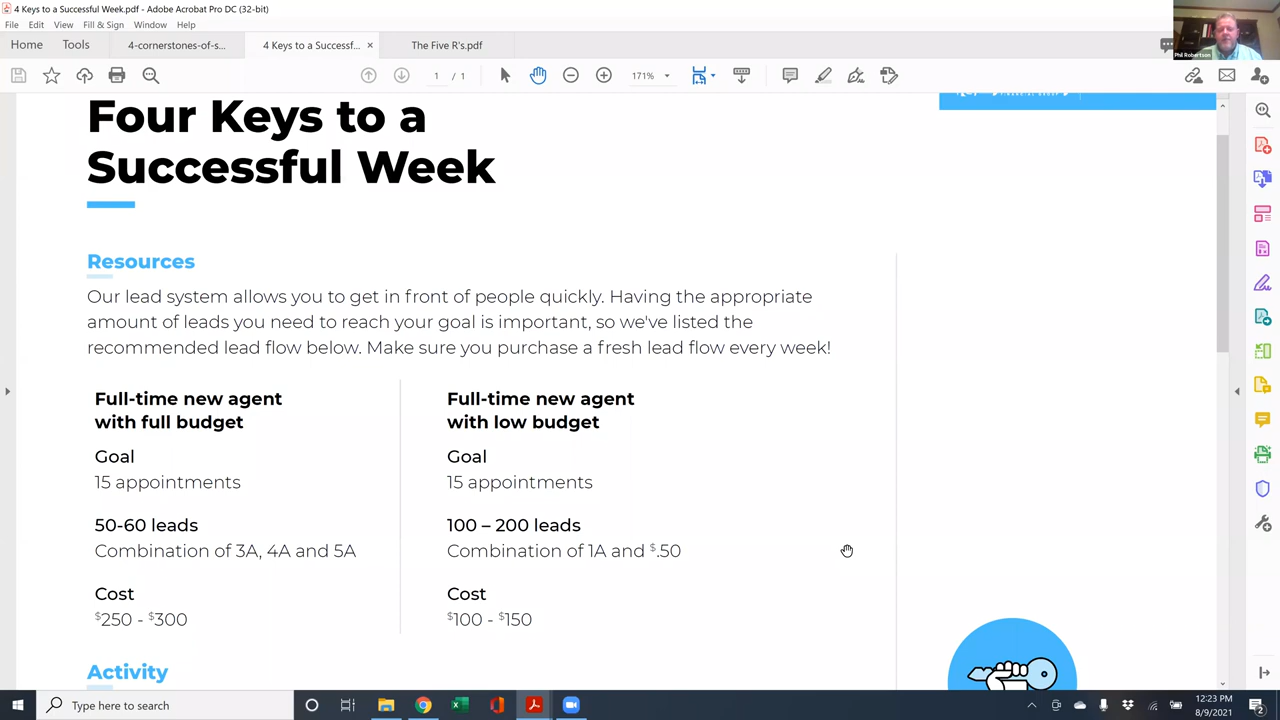 4 Keys to a Successful Week.pdf - Adobe Acrobat Pro DC (32-bit)
File Edit View Fill & Sign Window Help
Home Tools 4-cornerstones-of-s... 4 Keys to a Successf... × The Five R's.pdf
Phil Robertson
1 / 1 171%
Four Keys to a
Successful Week
Resources
Our lead system allows you to get in front of people quickly. Having the appropriate
amount of leads you need to reach your goal is important, so we've listed the
recommended lead flow below. Make sure you purchase a fresh lead flow every week!
Full-time new agent
with full budget
Goal
15 appointments
50-60 leads
Combination of 3A, 4A and 5A
Cost
$250 - $300
Full-time new agent
with low budget
Goal
15 appointments
100 – 200 leads
Combination of 1A and $.50
Cost
$100 - $150
Activity
Type here to search
12:23 PM
8/9/2021
2